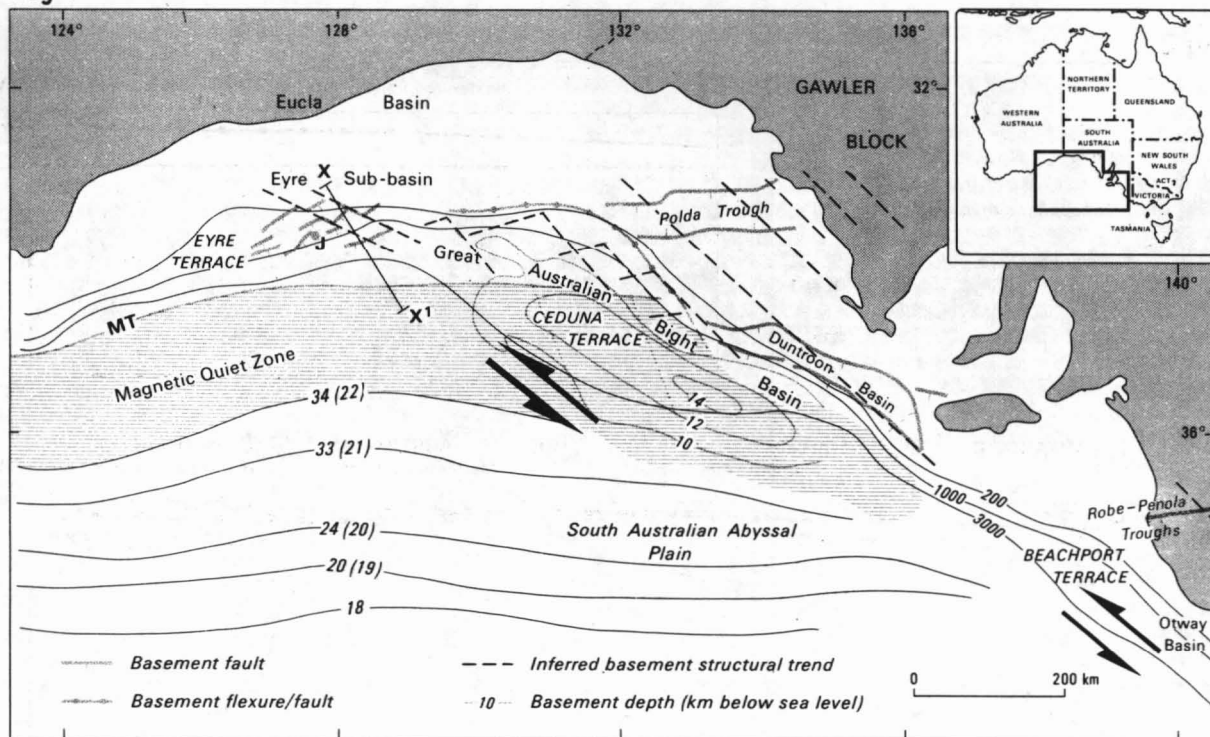 124°
128°
132°
136°
32°
140°
36°
Eucla Basin
GAWLER
BLOCK
X
Eyre Sub-basin
Polda Trough
J
EYRE
TERRACE
Great
Australian
Bight
Basin
X¹
MT
CEDUNA
TERRACE
Duntroon
Basin
Magnetic Quiet Zone
14
12
10
34 (22)
33 (21)
24 (20)
20 (19)
18
200
1000
3000
South Australian Abyssal
Plain
Robe-Penola
Troughs
BEACHPORT
TERRACE
Otway
Basin
WESTERN
AUSTRALIA
NORTHERN
TERRITORY
QUEENSLAND
SOUTH
AUSTRALIA
NEW SOUTH
WALES
ACT
VICTORIA
TASMANIA
Basement fault
Basement flexure/fault
Inferred basement structural trend
10 Basement depth (km below sea level)
0 200 km